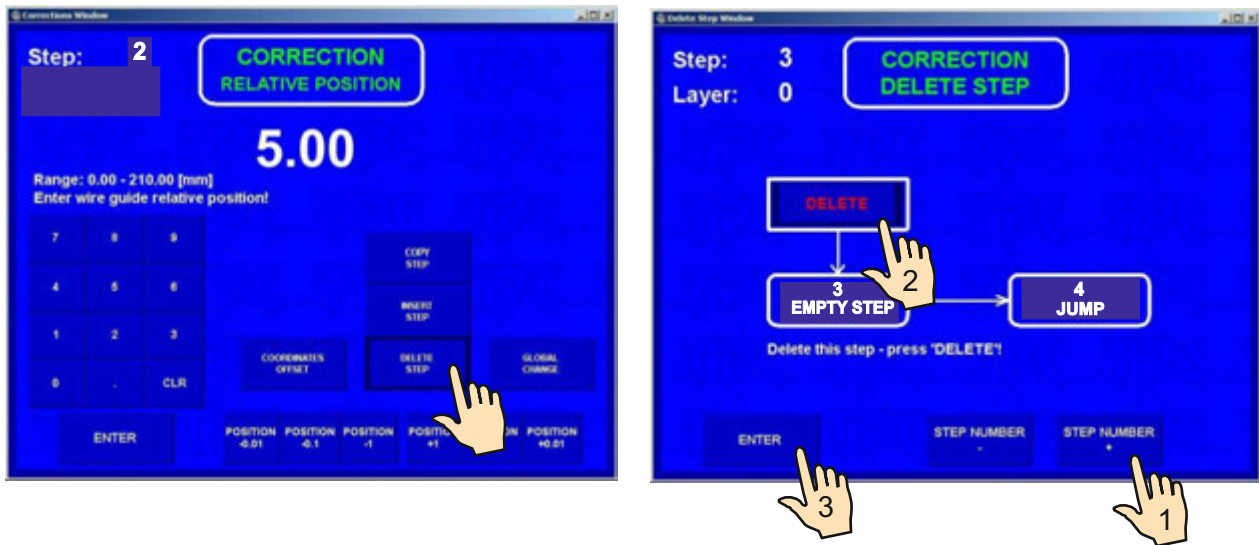 Corrections Window
Step: 2
CORRECTION
RELATIVE POSITION
5.00
Range: 0.00 - 210.00 [mm]
Enter wire guide relative position!
7 8 9
4 5 6
1 2 3
0 . CLR
ENTER
COPY
STEP
INSERT
STEP
COORDINATES
OFFSET
DELETE
STEP
GLOBAL
CHANGE
POSITION
-0.01
POSITION
-0.1
POSITION
-1
POSITIO
+1
ON
POSITION
+0.01
Delete Step Window
Step: 3
Layer: 0
CORRECTION
DELETE STEP
DELETE
2
3
EMPTY STEP
4
JUMP
Delete this step - press "DELETE"!
ENTER
STEP NUMBER
-
STEP NUMBER
+
3
1